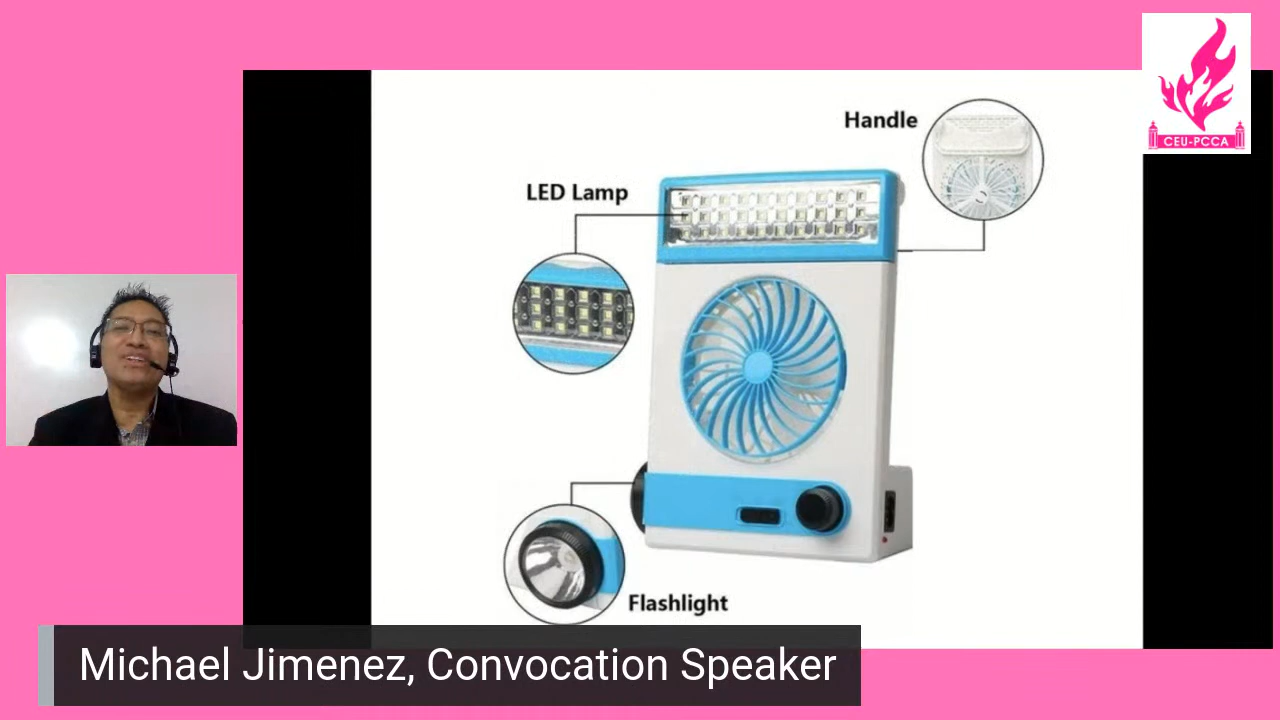 CEU-PCCA
Handle
LED Lamp
Flashlight
Michael Jimenez, Convocation Speaker